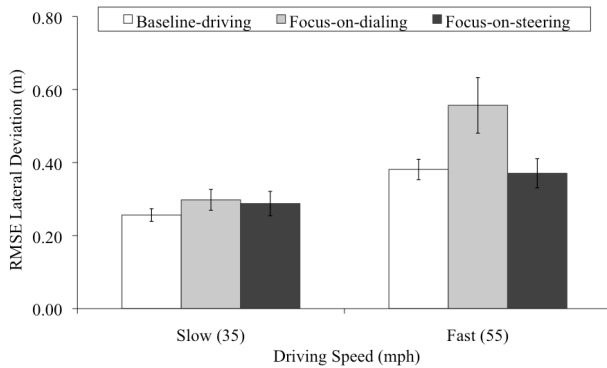 Baseline-driving Focus-on-dialing Focus-on-steering
RMSE Lateral Deviation (m)
0.80
0.60
0.40
0.20
0.00
Slow (35) Fast (55)
Driving Speed (mph)